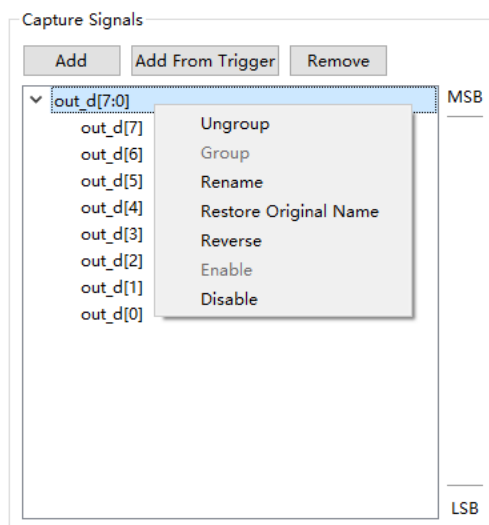 Capture Signals
Add
Add From Trigger
Remove
out_d[7:0]
MSB
out_d[7]
out_d[6]
out_d[5]
out_d[4]
out_d[3]
out_d[2]
out_d[1]
out_d[0]
Ungroup
Group
Rename
Restore Original Name
Reverse
Enable
Disable
LSB